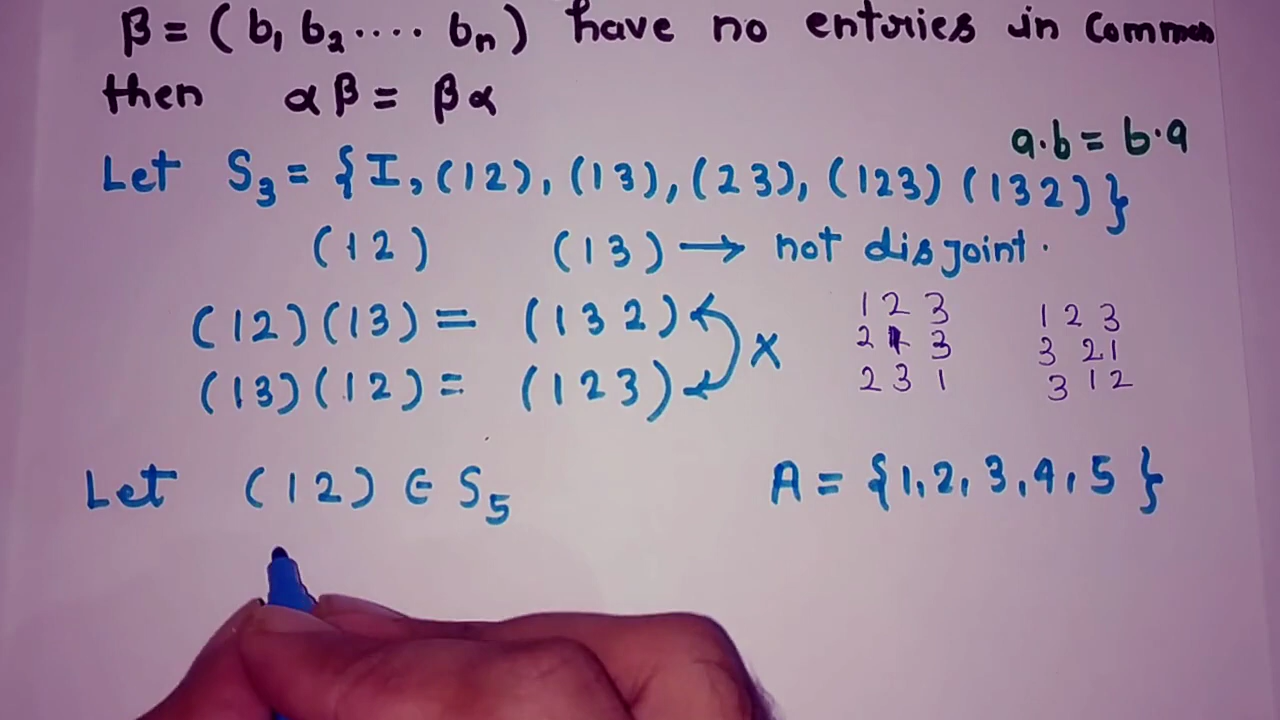 β = (b₁ b₂ .... bₙ) have no entries in common
then αβ = βα
a·b = b·a
Let S₃ = {I, (12), (13), (23), (123) (132)}
(12) (13) → not disjoint.
(12)(13) = (132)
(13)(12) = (123)
X
1 2 3
2 1 3
2 3 1
1 2 3
3 2 1
3 1 2
Let (12) ∈ S₅ A = {1, 2, 3, 4, 5}